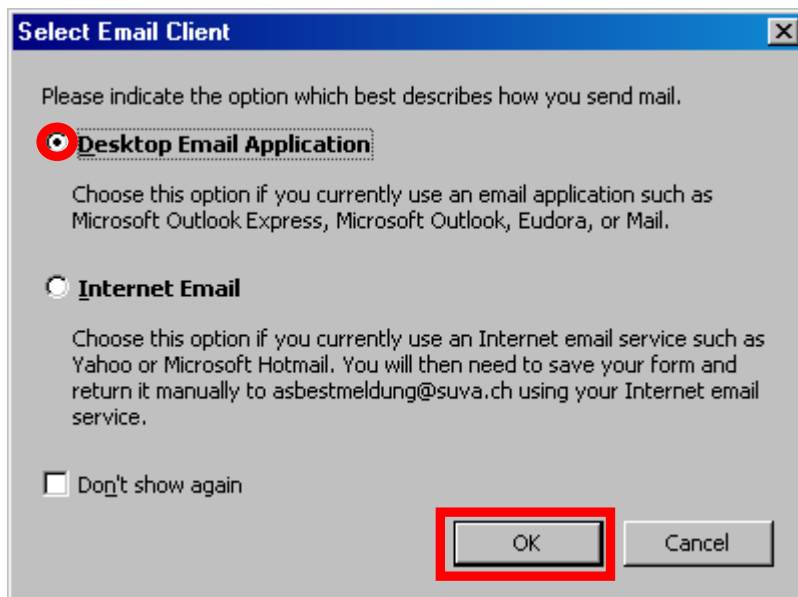 Select Email Client
Please indicate the option which best describes how you send mail.
Desktop Email Application
Choose this option if you currently use an email application such as
Microsoft Outlook Express, Microsoft Outlook, Eudora, or Mail.
Internet Email
Choose this option if you currently use an Internet email service such as
Yahoo or Microsoft Hotmail. You will then need to save your form and
return it manually to asbestmeldung@suva.ch using your Internet email
service.
Don't show again
OK Cancel